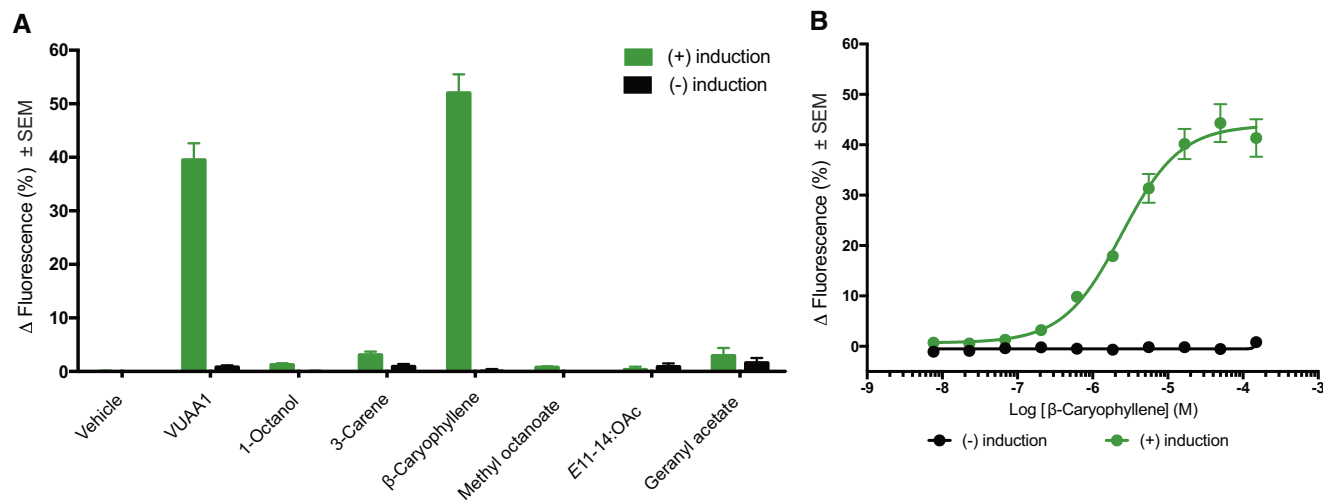 A
Δ Fluorescence (%) ± SEM
60
50
40
30
20
10
0
(+) induction
(-) induction
Vehicle
VUAA1
1-Octanol
3-Carene
β-Caryophyllene
Methyl octanoate
E11-14:OAc
Geranyl acetate
B
Δ Fluorescence (%) ± SEM
60
50
40
30
20
10
0
-9
-8
-7
-6
-5
-4
-3
Log [β-Caryophyllene] (M)
(-) induction
(+) induction